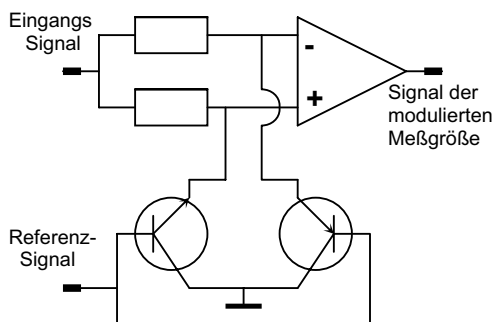 Eingangs
Signal
-
+
Signal der
modulierten
Meßgröße
Referenz-
Signal